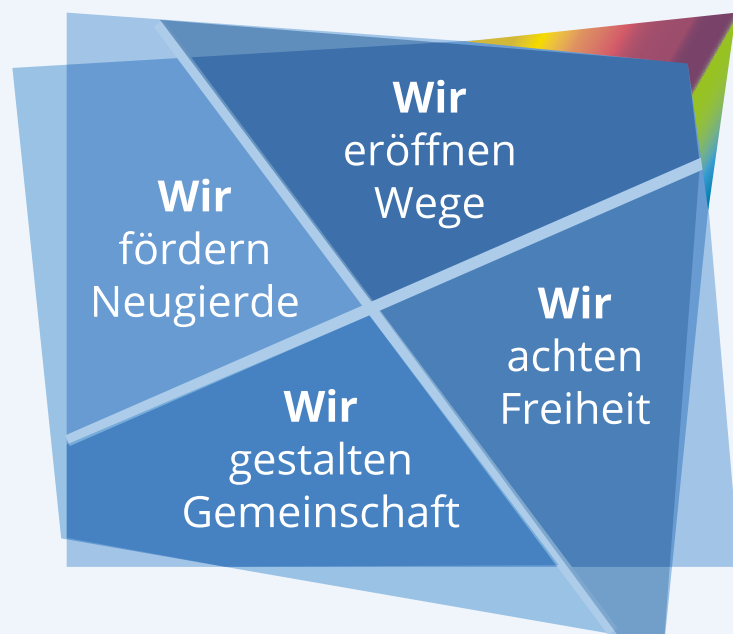 Wir
eröffnen
Wege
Wir
fördern
Neugierde
Wir
achten
Freiheit
Wir
gestalten
Gemeinschaft